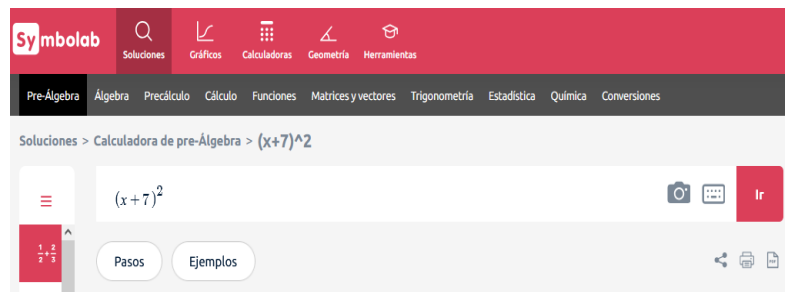 Symbolab
Soluciones Gráficos Calculadoras Geometría Herramientas
Pre-Álgebra Álgebra Precálculo Cálculo Funciones Matrices y vectores Trigonometría Estadística Química Conversiones
Soluciones > Calculadora de pre-Álgebra > (x+7)^2
(x+7)² Ir
1/2+2/3
Pasos Ejemplos PDF